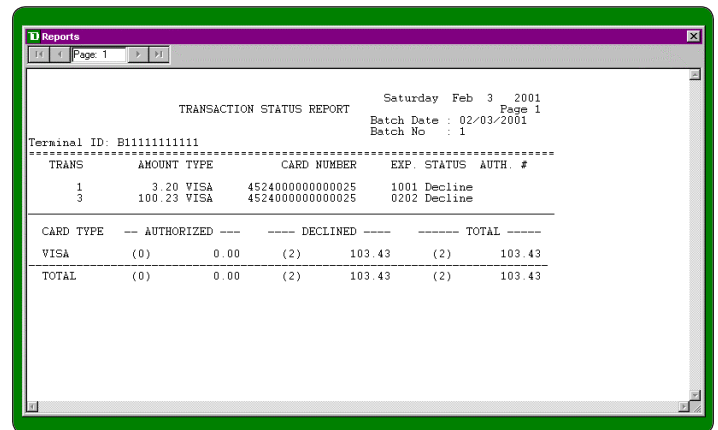 TD Reports
Page: 1
Saturday Feb 3 2001
TRANSACTION STATUS REPORT Page 1
Batch Date : 02/03/2001
Batch No : 1
Terminal ID: B11111111111
TRANS AMOUNT TYPE CARD NUMBER EXP. STATUS AUTH. #
1 3.20 VISA 4524000000000025 1001 Decline
3 100.23 VISA 4524000000000025 0202 Decline
CARD TYPE -- AUTHORIZED --- ---- DECLINED ---- ------ TOTAL -----
VISA (0) 0.00 (2) 103.43 (2) 103.43
TOTAL (0) 0.00 (2) 103.43 (2) 103.43